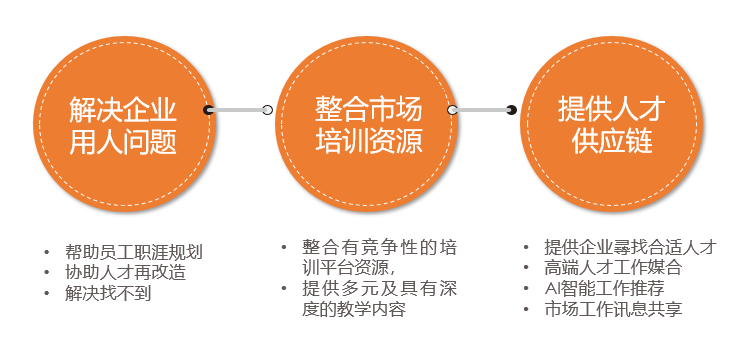 解决企业
用人问题
整合市场
培训资源
提供人才
供应链
• 帮助员工职涯规划
• 协助人才再改造
• 解决找不到
• 整合有竞争性的培
训平台资源，
• 提供多元及具有深
度的教学内容
• 提供企业尋找合适人才
• 高端人才工作媒合
• AI智能工作推荐
• 市场工作讯息共享